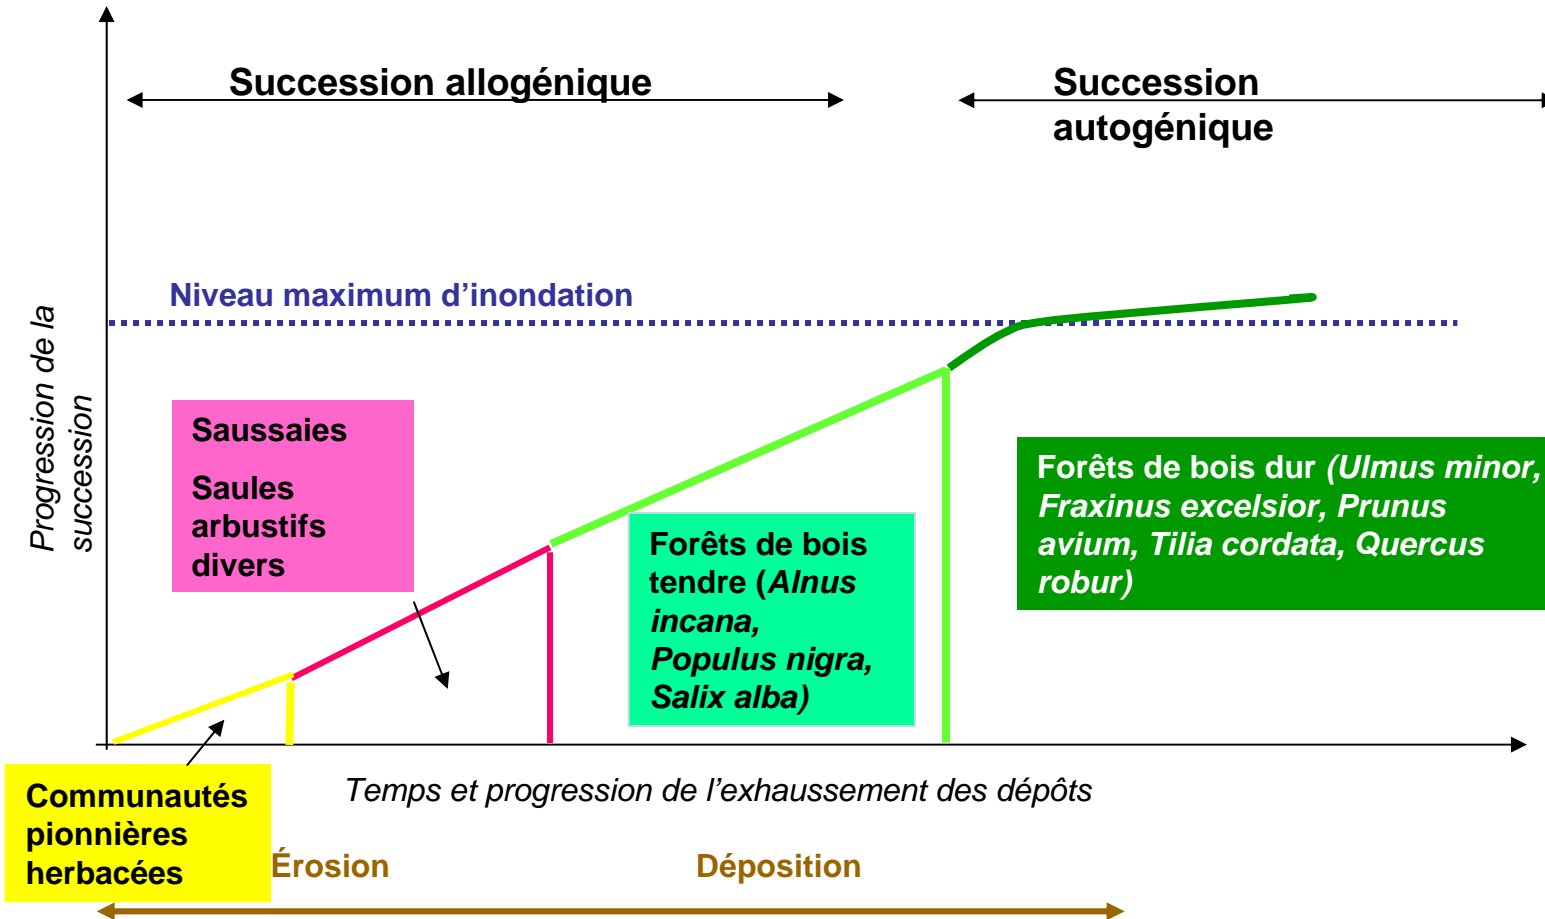 Succession allogénique
Succession
autogénique
Niveau maximum d’inondation
Progression de la
succession
Saussaies
Saules
arbustifs
divers
Forêts de bois
tendre (Alnus
incana,
Populus nigra,
Salix alba)
Forêts de bois dur (Ulmus minor,
Fraxinus excelsior, Prunus
avium, Tilia cordata, Quercus
robur)
Temps et progression de l’exhaussement des dépôts
Communautés
pionnières
herbacées
Érosion
Déposition